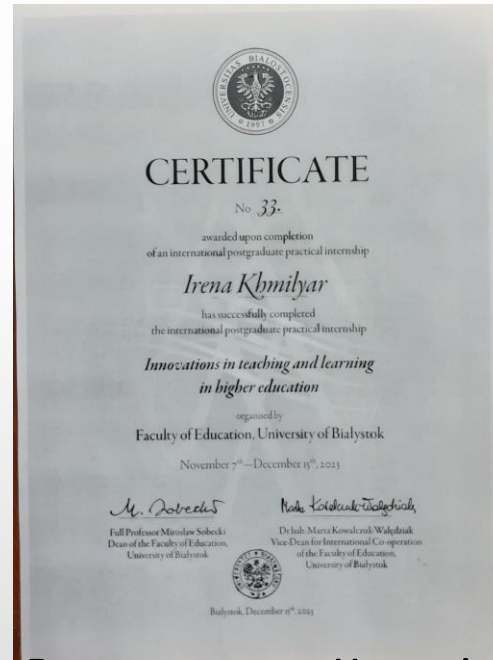 UNIVERSITAS BIALOSTOCENSIS
1997
CERTIFICATE
No 33.
awarded upon completion
of an international postgraduate practical internship
Irena Khmilyar
has successfully completed
the international postgraduate practical internship
Innovations in teaching and learning
in higher education
organised by
Faculty of Education, University of Bialystok
November 7th—December 15th, 2023
M. Sobecki
Marta Kowalczuk-Walędziak
Full Professor Mirosław Sobecki
Dean of the Faculty of Education,
University of Bialystok
Dr hab. Marta Kowalczuk-Walędziak
Vice-Dean for International Co-operation
of the Faculty of Education,
University of Bialystok
Bialystok, December 15th, 2023